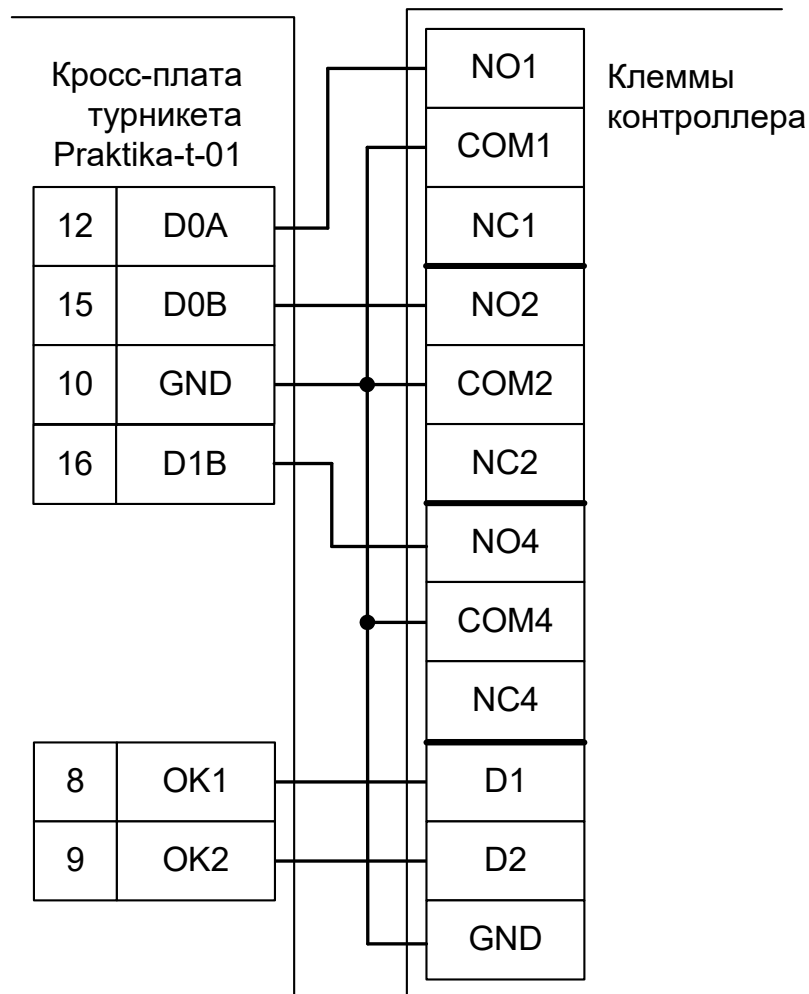 Кросс-плата
турникета
Praktika-t-01
12 D0A
15 D0B
10 GND
16 D1B
8 OK1
9 OK2
NO1
COM1
NC1
NO2
COM2
NC2
NO4
COM4
NC4
D1
D2
GND
Клеммы
контроллера